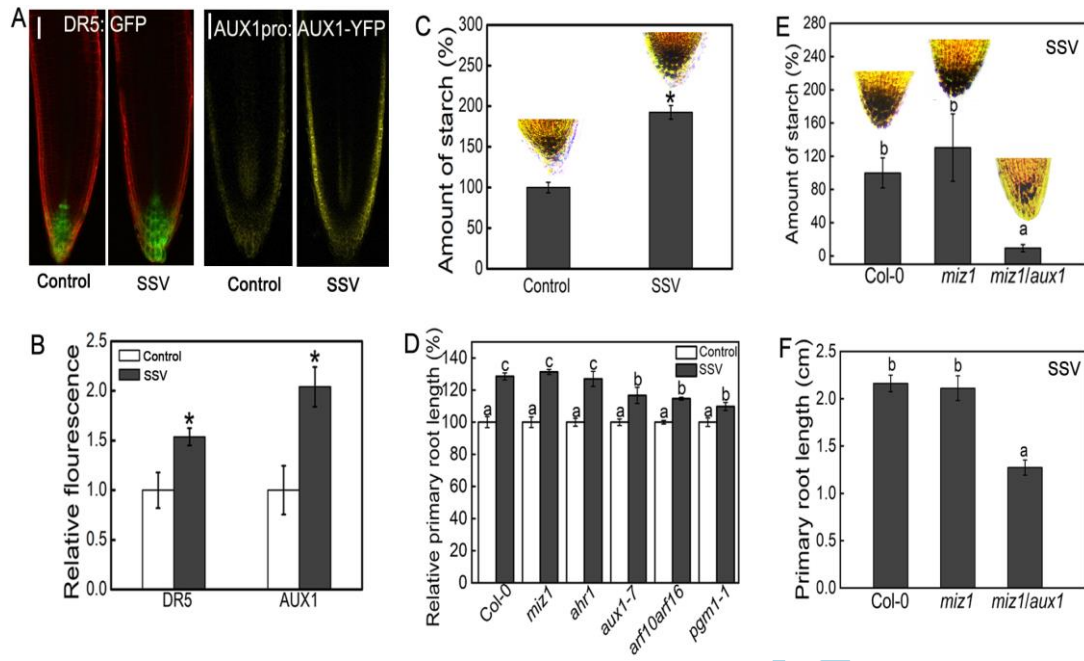 A
DR5: GFP
AUX1pro: AUX1-YFP
Control
SSV
Control
SSV
B
Relative flourescence
2.5
2.0
1.5
1.0
0.5
0.0
Control
SSV
*
*
DR5
AUX1
C
Amount of starch (%)
300
250
200
150
100
50
0
*
Control
SSV
D
Relative primary root length (%)
140
120
100
80
60
40
20
0
Control
SSV
a
c
a
c
a
c
a
b
a
b
a
b
Col-0
miz1
ahr1
aux1-7
arf10arf16
pgm1-1
E
SSV
Amount of starch (%)
280
240
200
160
120
80
40
0
b
b
a
Col-0
miz1
miz1/aux1
F
SSV
Primary root length (cm)
2.5
2.0
1.5
1.0
0.5
0.0
b
b
a
Col-0
miz1
miz1/aux1